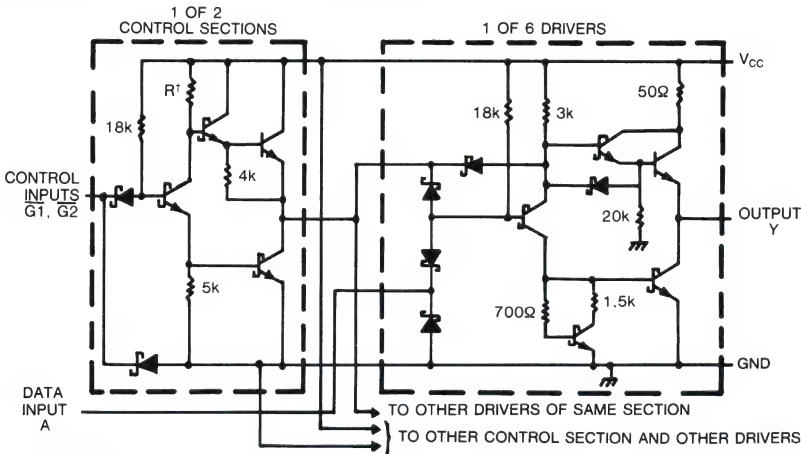 1 OF 2
CONTROL SECTIONS
1 OF 6 DRIVERS
VCC
R†
18k
4k
CONTROL
INPUTS
G1, G2
5k
18k
3k
50Ω
20k
OUTPUT
Y
700Ω
1.5k
GND
DATA
INPUT
A
TO OTHER DRIVERS OF SAME SECTION
TO OTHER CONTROL SECTION AND OTHER DRIVERS